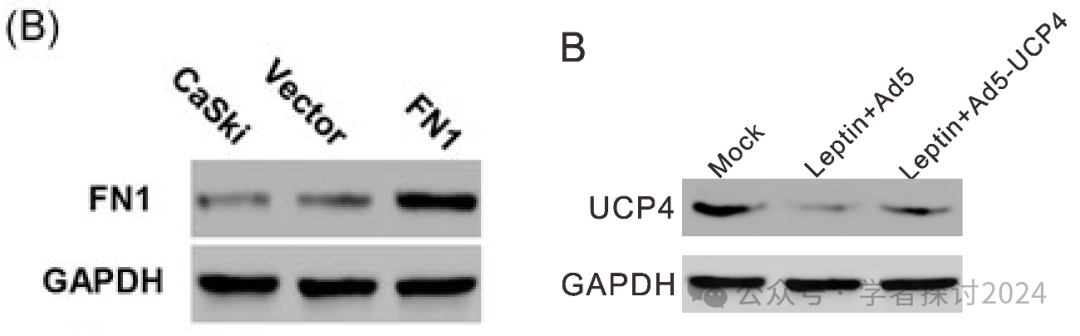 (B)
CaSki
Vector
FN1
FN1
GAPDH
B
Mock
Leptin+Ad5
Leptin+Ad5-UCP4
UCP4
GAPDH
公众号 · 学者探讨2024